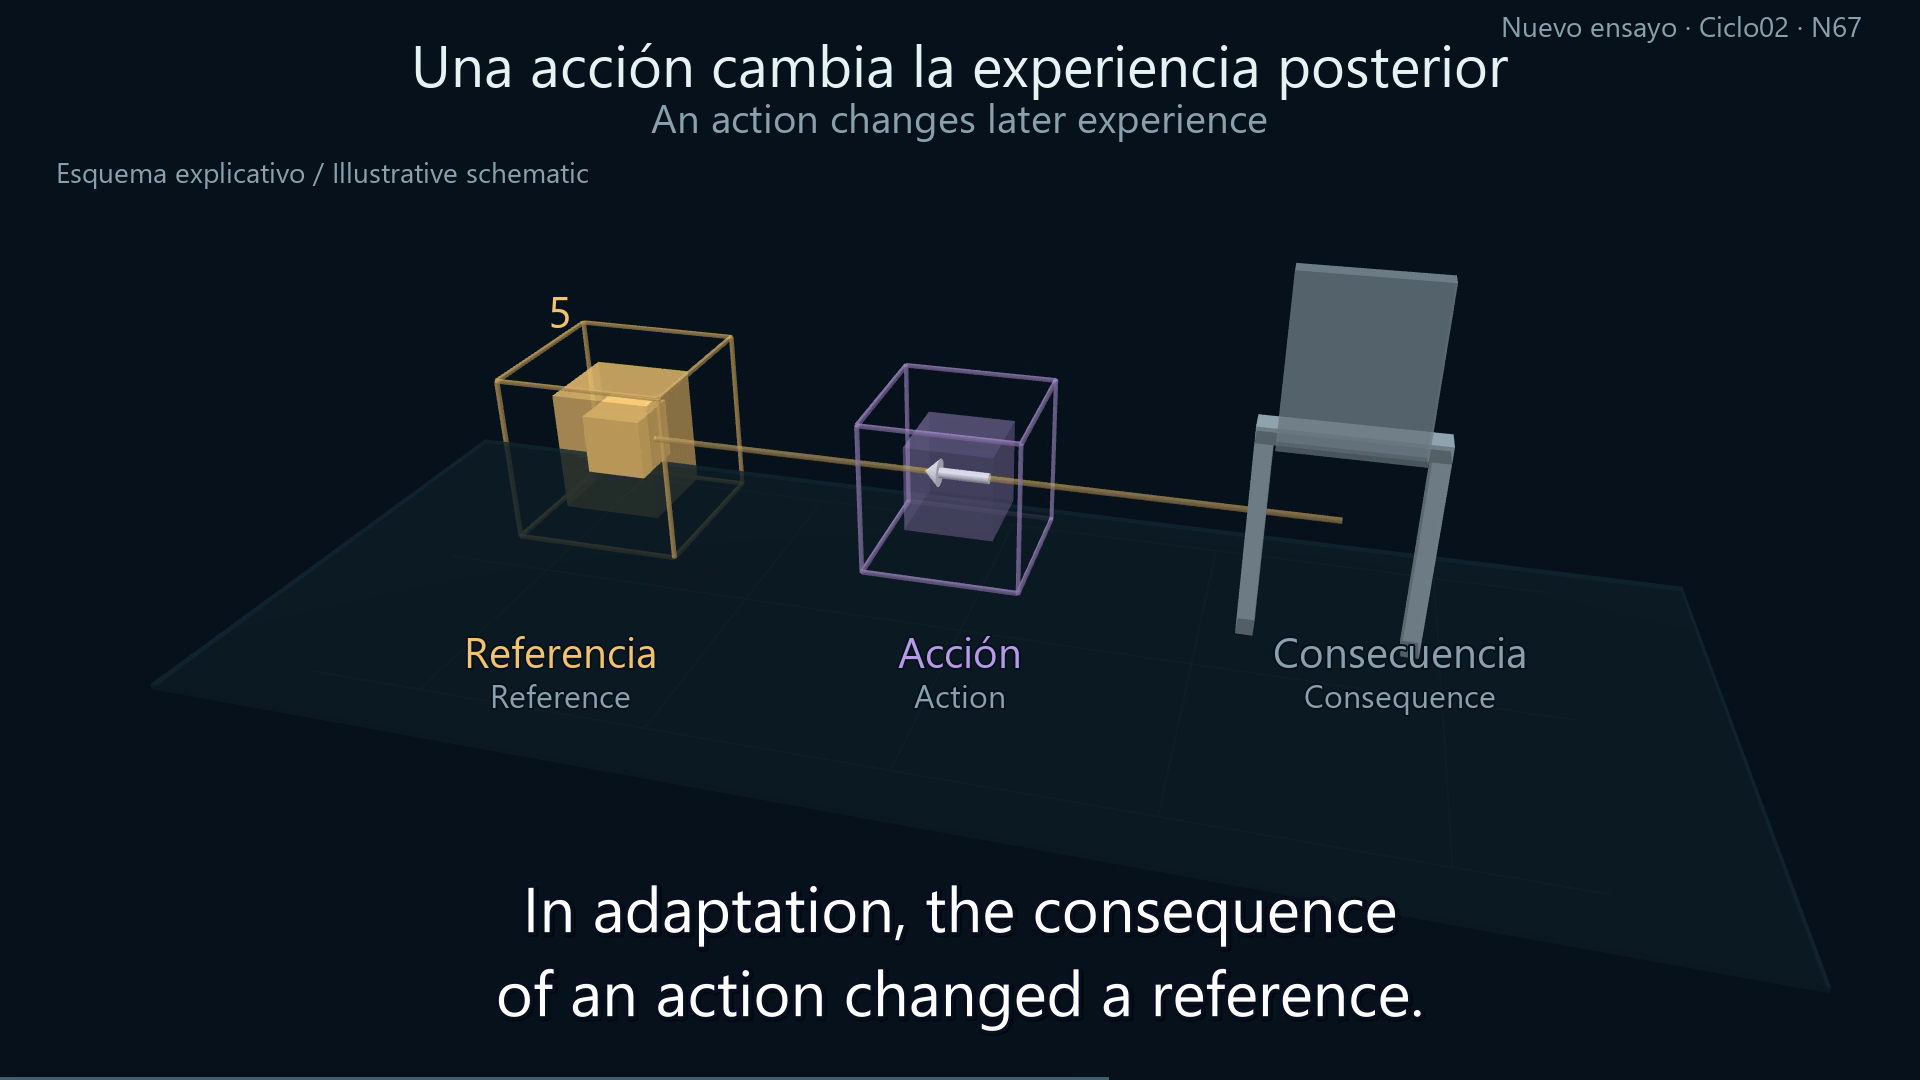 Nuevo ensayo · Ciclo02 · N67
Una acción cambia la experiencia posterior
An action changes later experience
Esquema explicativo / Illustrative schematic
5
Referencia
Reference
Acción
Action
Consecuencia
Consequence
In adaptation, the consequence
of an action changed a reference.